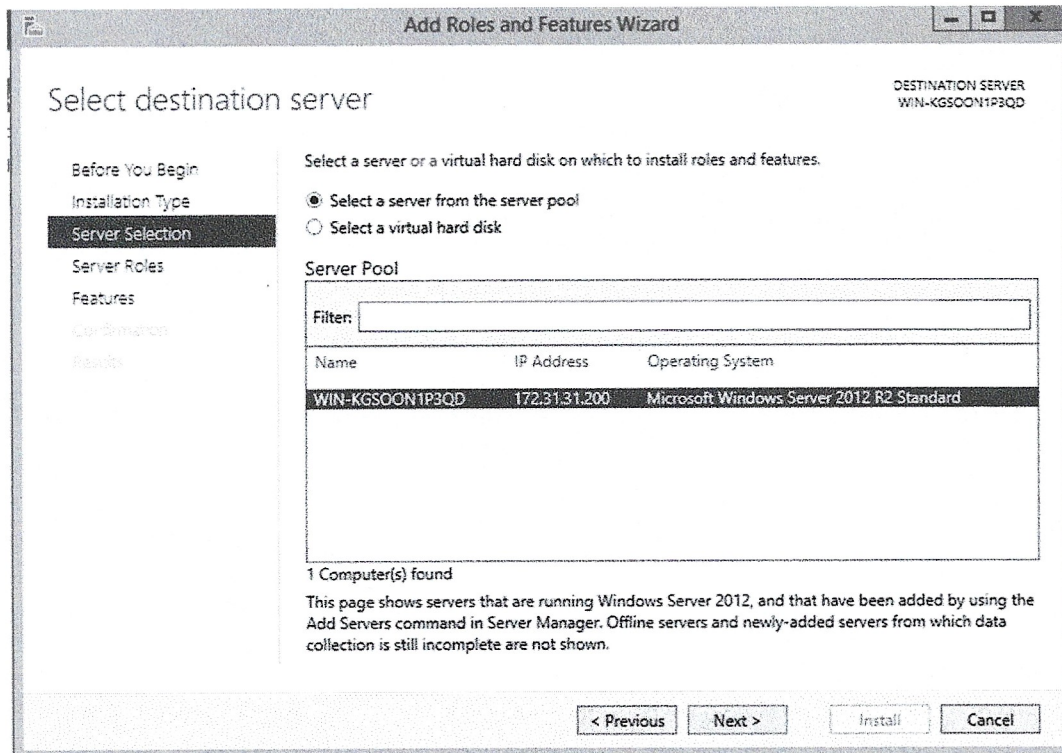 Add Roles and Features Wizard
Select destination server
DESTINATION SERVER
WIN-KGSOON1P3QD
Before You Begin
Installation Type
Server Selection
Server Roles
Features
Confirmation
Results
Select a server or a virtual hard disk on which to install roles and features.
Select a server from the server pool
Select a virtual hard disk
Server Pool
Filter:
Name IP Address Operating System
WIN-KGSOON1P3QD 172.31.31.200 Microsoft Windows Server 2012 R2 Standard
1 Computer(s) found
This page shows servers that are running Windows Server 2012, and that have been added by using the
Add Servers command in Server Manager. Offline servers and newly-added servers from which data
collection is still incomplete are not shown.
< Previous Next > Install Cancel